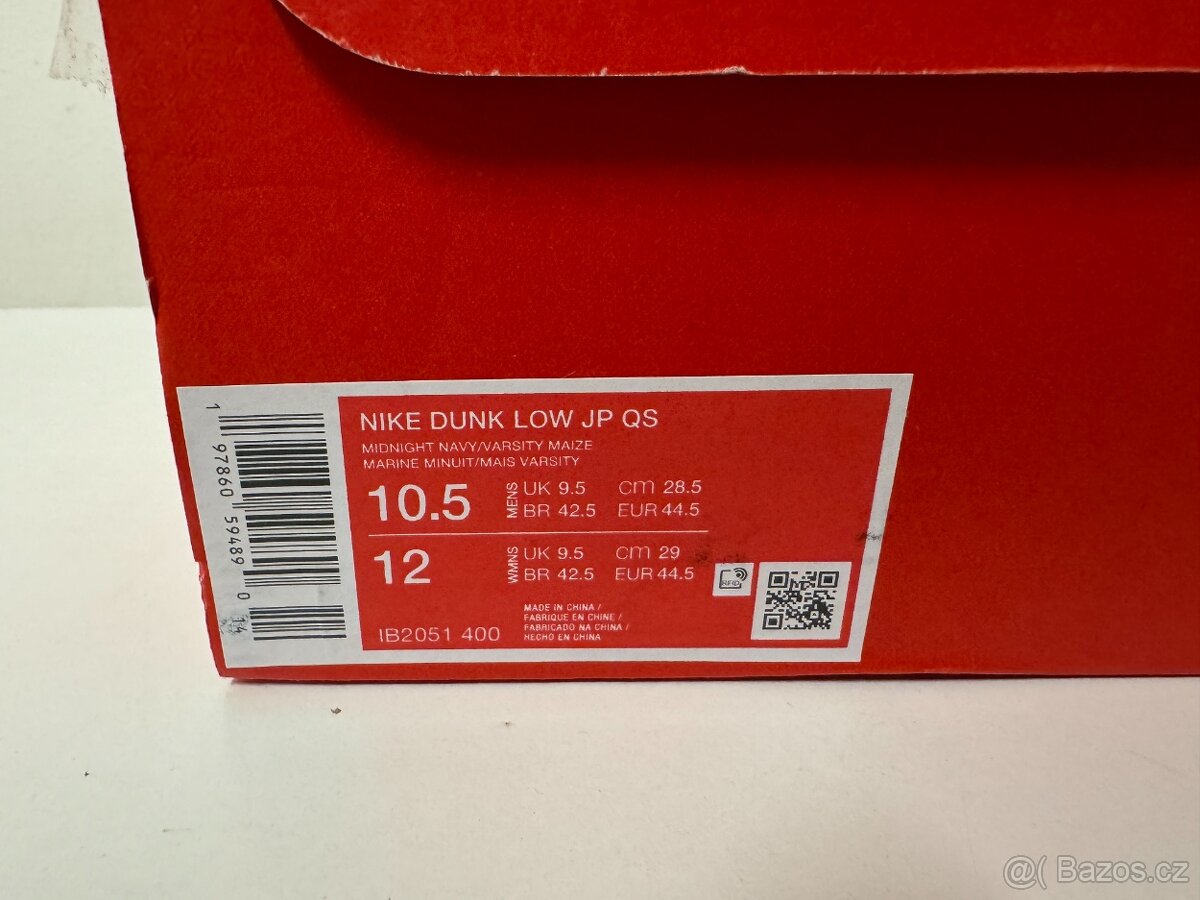 NIKE DUNK LOW JP QS
MIDNIGHT NAVY/VARSITY MAIZE
MARINE MINUIT/MAIS VARSITY
10.5 MENS UK 9.5 cm 28.5
BR 42.5 EUR 44.5
12 WMNS UK 9.5 cm 29
BR 42.5 EUR 44.5
RFID
MADE IN CHINA /
FABRIQUE EN CHINE /
FABRICADO NA CHINA /
HECHO EN CHINA
IB2051 400
1 97860 59489 0 14
@( Bazos.cz